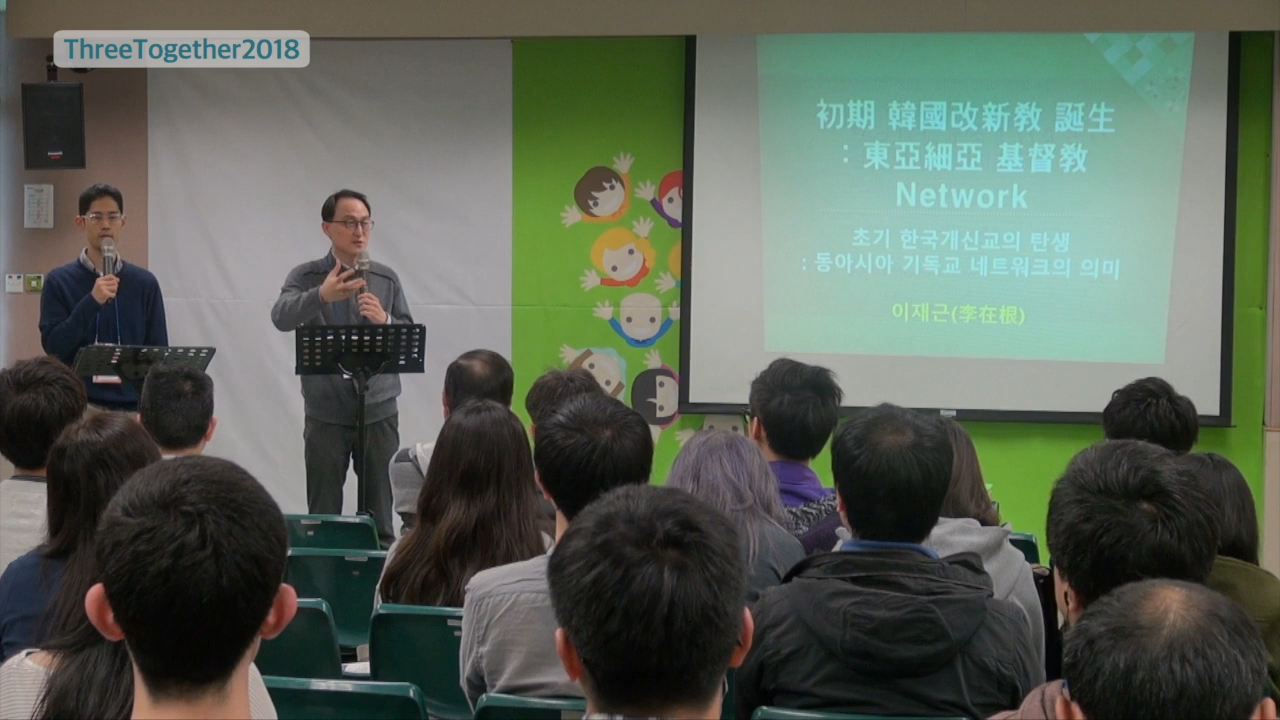 ThreeTogether2018
初期 韓國改新教 誕生
: 東亞細亞 基督教
Network
초기 한국개신교의 탄생
: 동아시아 기독교 네트워크의 의미
이재근(李在根)